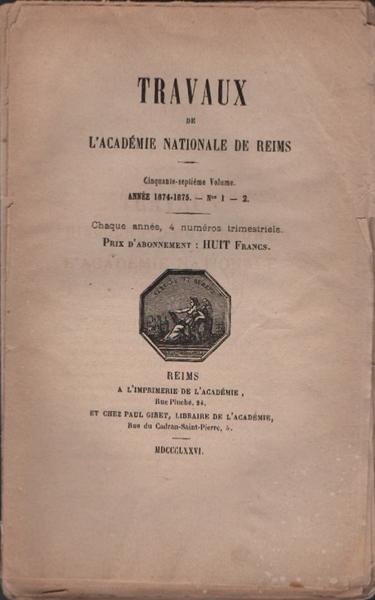 TRAVAUX
DE
L'ACADÉMIE NATIONALE DE REIMS
Cinquante-septième Volume.
ANNÉE 1874-1875. — Nos 1 — 2.
Chaque année, 4 numéros trimestriels.
PRIX D'ABONNEMENT : HUIT FRANCS.
REIMS
A L'IMPRIMERIE DE L'ACADÉMIE,
Rue Pluche, 24.
ET CHEZ PAUL GIRET, LIBRAIRE DE L'ACADÉMIE,
Rue du Cadran-Saint-Pierre, 5.
MDCCCLXXVI.